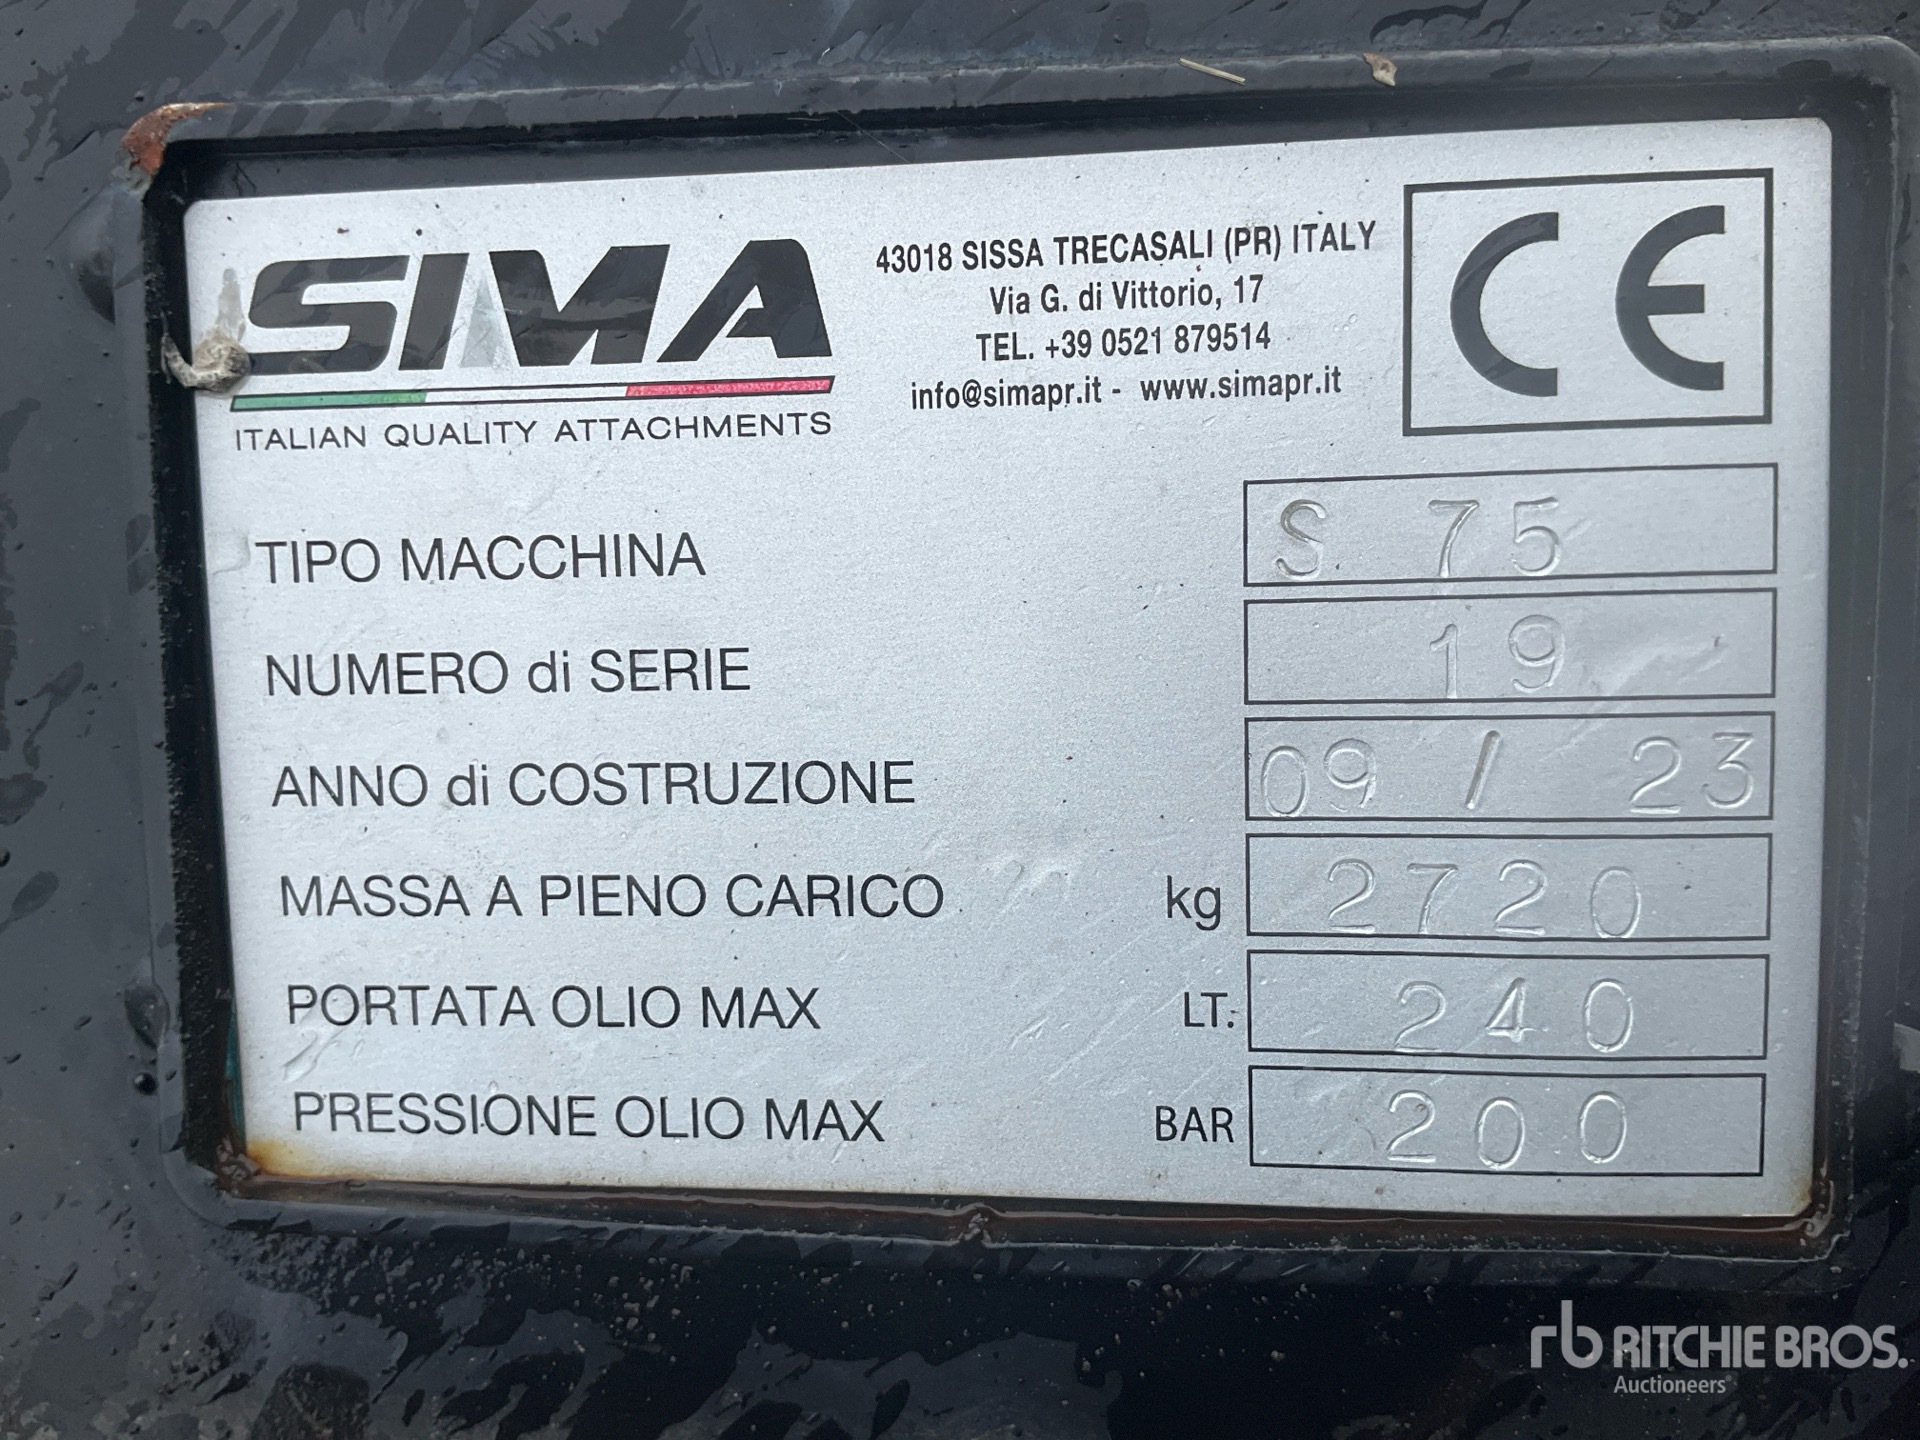 SIMA
ITALIAN QUALITY ATTACHMENTS
43018 SISSA TRECASALI (PR) ITALY
Via G. di Vittorio, 17
TEL. +39 0521 879514
info@simapr.it - www.simapr.it
CE
TIPO MACCHINA S 75
NUMERO di SERIE 19
ANNO di COSTRUZIONE 09 / 23
MASSA A PIENO CARICO kg 2720
PORTATA OLIO MAX LT. 240
PRESSIONE OLIO MAX BAR 200
rb RITCHIE BROS.
Auctioneers